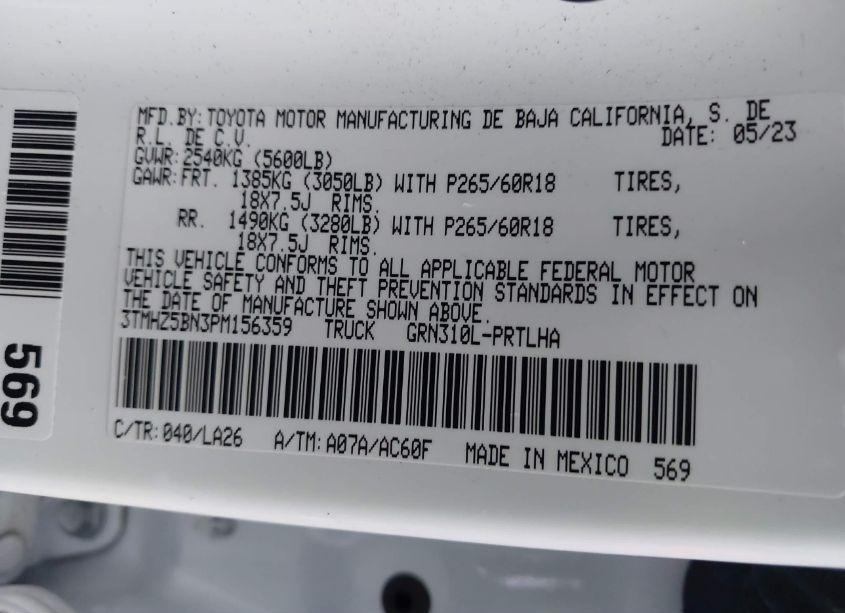 MFD.BY:TOYOTA MOTOR MANUFACTURING DE BAJA CALIFORNIA, S. DE
R.L. DE C.V. DATE: 05/23
GVWR:2540KG (5600LB)
GAWR:FRT. 1385KG (3050LB) WITH P265/60R18 TIRES,
18X7.5J RIMS.
RR. 1490KG (3280LB) WITH P265/60R18 TIRES,
18X7.5J RIMS.
THIS VEHICLE CONFORMS TO ALL APPLICABLE FEDERAL MOTOR
VEHICLE SAFETY AND THEFT PREVENTION STANDARDS IN EFFECT ON
THE DATE OF MANUFACTURE SHOWN ABOVE.
3TMHZ5BN3PM156359 TRUCK GRN310L-PRTLHA
C/TR:040/LA26 A/TM:A07A/AC60F MADE IN MEXICO 569
569